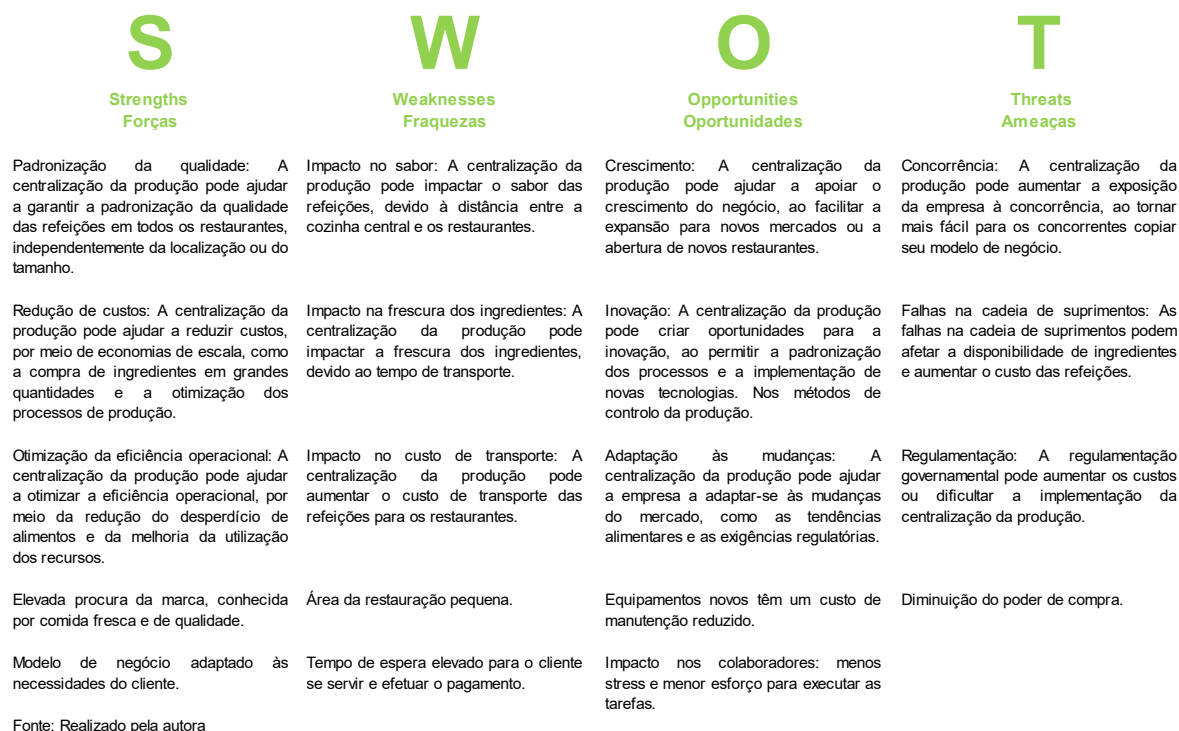 S
Strengths
Forças
Padronização da qualidade: A
centralização da produção pode ajudar
a garantir a padronização da qualidade
das refeições em todos os restaurantes,
independentemente da localização ou do
tamanho.
Redução de custos: A centralização da
produção pode ajudar a reduzir custos,
por meio de economias de escala, como
a compra de ingredientes em grandes
quantidades e a otimização dos
processos de produção.
Otimização da eficiência operacional: A
centralização da produção pode ajudar
a otimizar a eficiência operacional, por
meio da redução do desperdício de
alimentos e da melhoria da utilização
dos recursos.
Elevada procura da marca, conhecida
por comida fresca e de qualidade.
Modelo de negócio adaptado às
necessidades do cliente.
W
Weaknesses
Fraquezas
Impacto no sabor: A centralização da
produção pode impactar o sabor das
refeições, devido à distância entre a
cozinha central e os restaurantes.
Impacto na frescura dos ingredientes: A
centralização da produção pode
impactar a frescura dos ingredientes,
devido ao tempo de transporte.
Impacto no custo de transporte: A
centralização da produção pode
aumentar o custo de transporte das
refeições para os restaurantes.
Área da restauração pequena.
Tempo de espera elevado para o cliente
se servir e efetuar o pagamento.
O
Opportunities
Oportunidades
Crescimento: A centralização da
produção pode ajudar a apoiar o
crescimento do negócio, ao facilitar a
expansão para novos mercados ou a
abertura de novos restaurantes.
Inovação: A centralização da produção
pode criar oportunidades para a
inovação, ao permitir a padronização
dos processos e a implementação de
novas tecnologias. Nos métodos de
controlo da produção.
Adaptação às mudanças: A
centralização da produção pode ajudar
a empresa a adaptar-se às mudanças
do mercado, como as tendências
alimentares e as exigências regulatórias.
Equipamentos novos têm um custo de
manutenção reduzido.
Impacto nos colaboradores: menos
stress e menor esforço para executar as
tarefas.
T
Threats
Ameaças
Concorrência: A centralização da
produção pode aumentar a exposição
da empresa à concorrência, ao tornar
mais fácil para os concorrentes copiar
seu modelo de negócio.
Falhas na cadeia de suprimentos: As
falhas na cadeia de suprimentos podem
afetar a disponibilidade de ingredientes
e aumentar o custo das refeições.
Regulamentação: A regulamentação
governamental pode aumentar os custos
ou dificultar a implementação da
centralização da produção.
Diminuição do poder de compra.
Fonte: Realizado pela autora